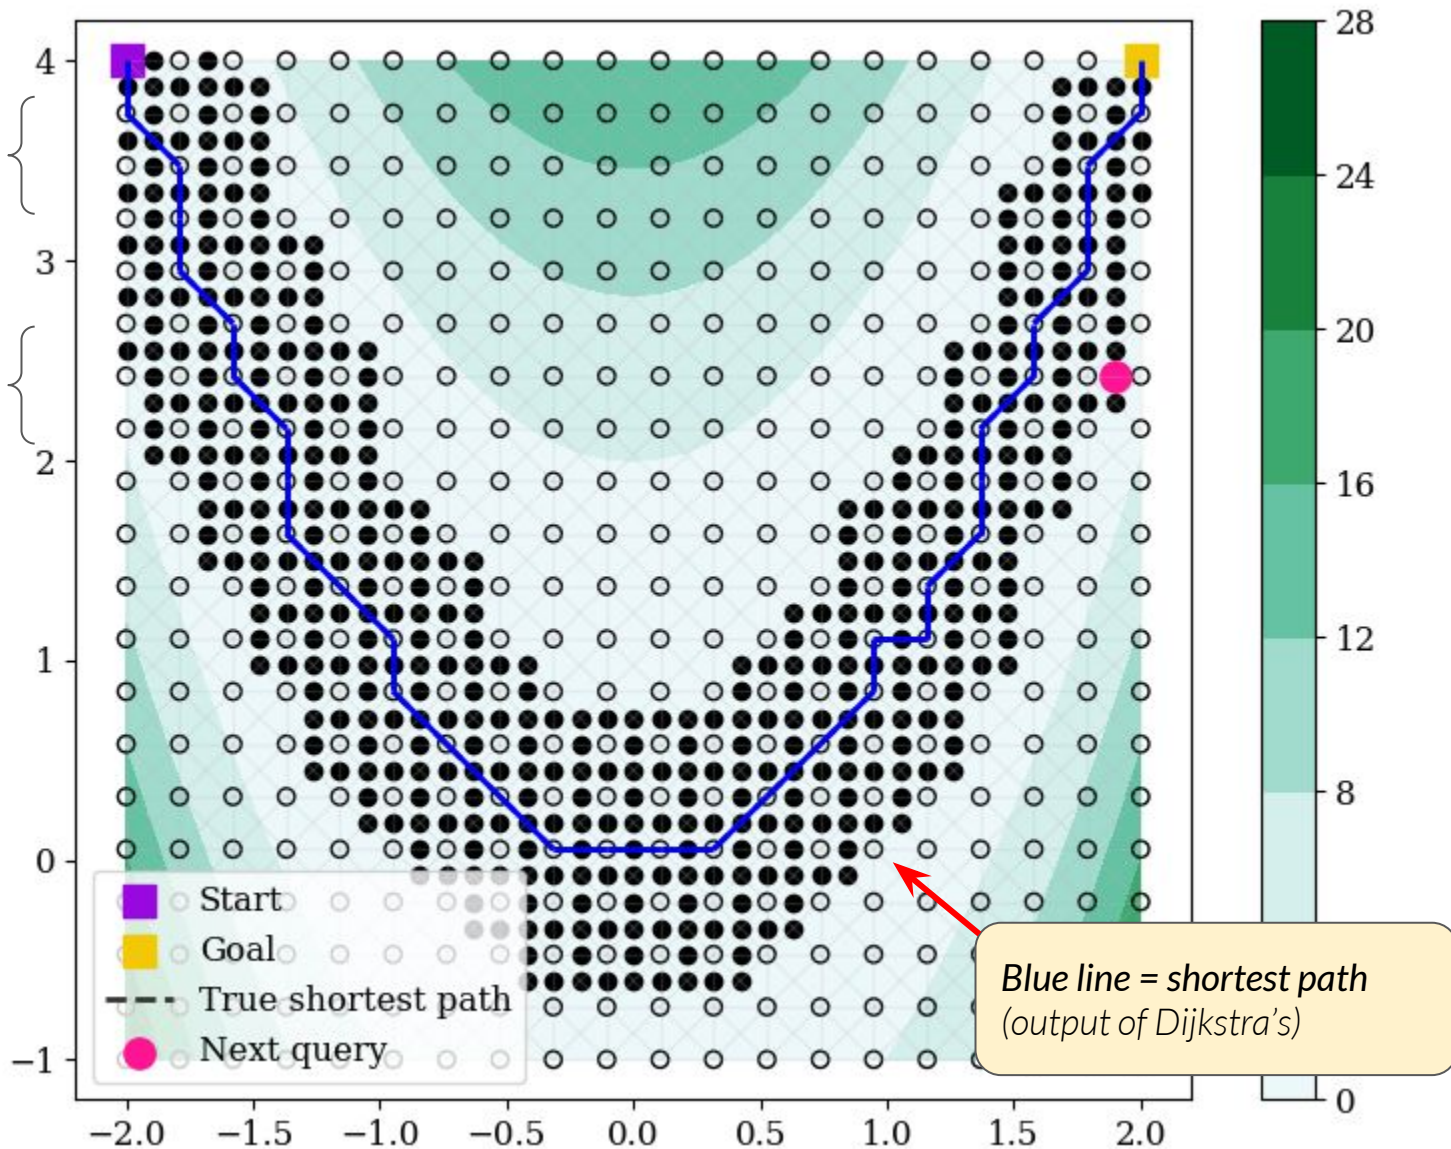 4
3
2
1
0
−1
−2.0 −1.5 −1.0 −0.5 0.0 0.5 1.0 1.5 2.0
Start
Goal
True shortest path
Next query
28
24
20
16
12
8
0
Blue line = shortest path
(output of Dijkstra's)